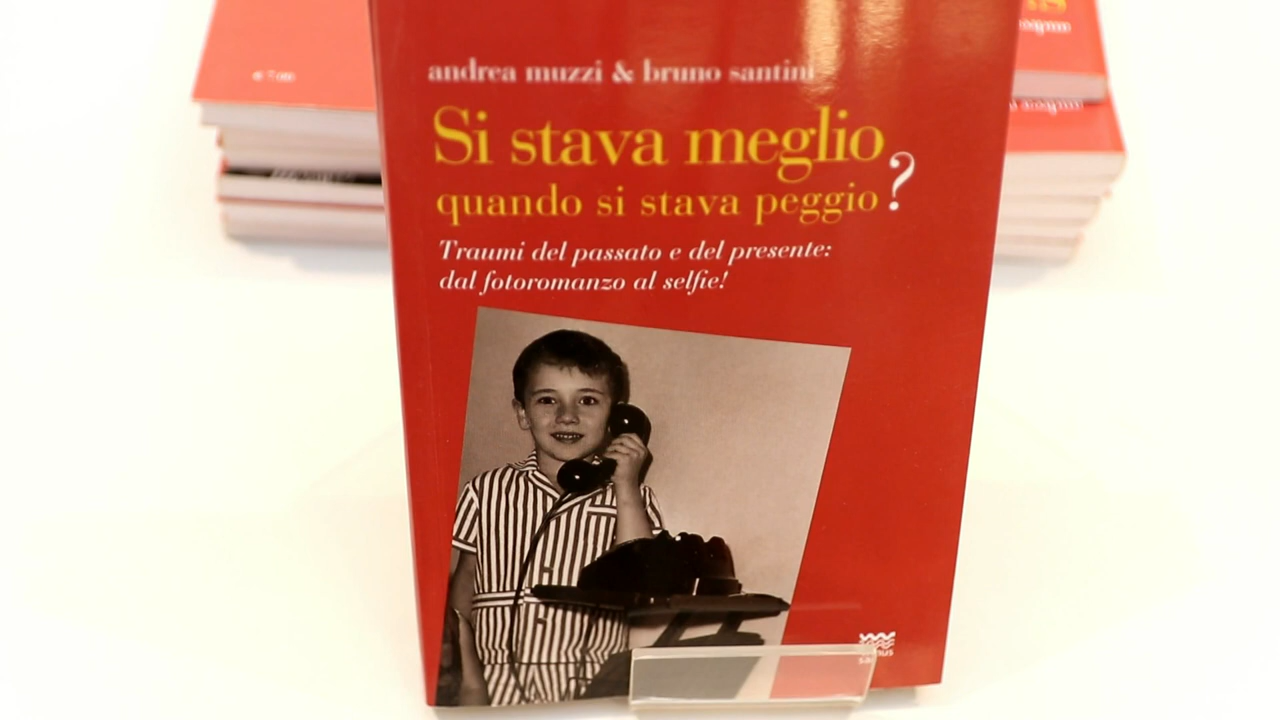 andrea muzzi & bruno santini
Si stava meglio
quando si stava peggio?
Traumi del passato e del presente:
dal fotoromanzo al selfie!